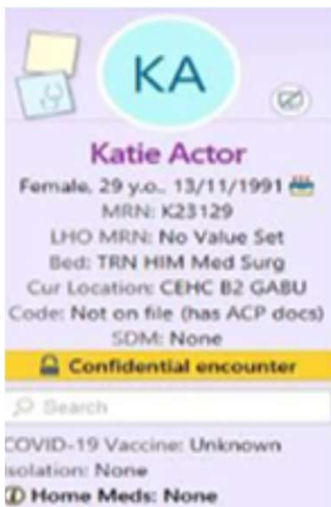 KA
Katie Actor
Female, 29 y.o., 13/11/1991
MRN: K23129
LHO MRN: No Value Set
Bed: TRN HIM Med Surg
Cur Location: CEHC B2 GABU
Code: Not on file (has ACP docs)
SDM: None
Confidential encounter
Search
COVID-19 Vaccine: Unknown
solation: None
Home Meds: None